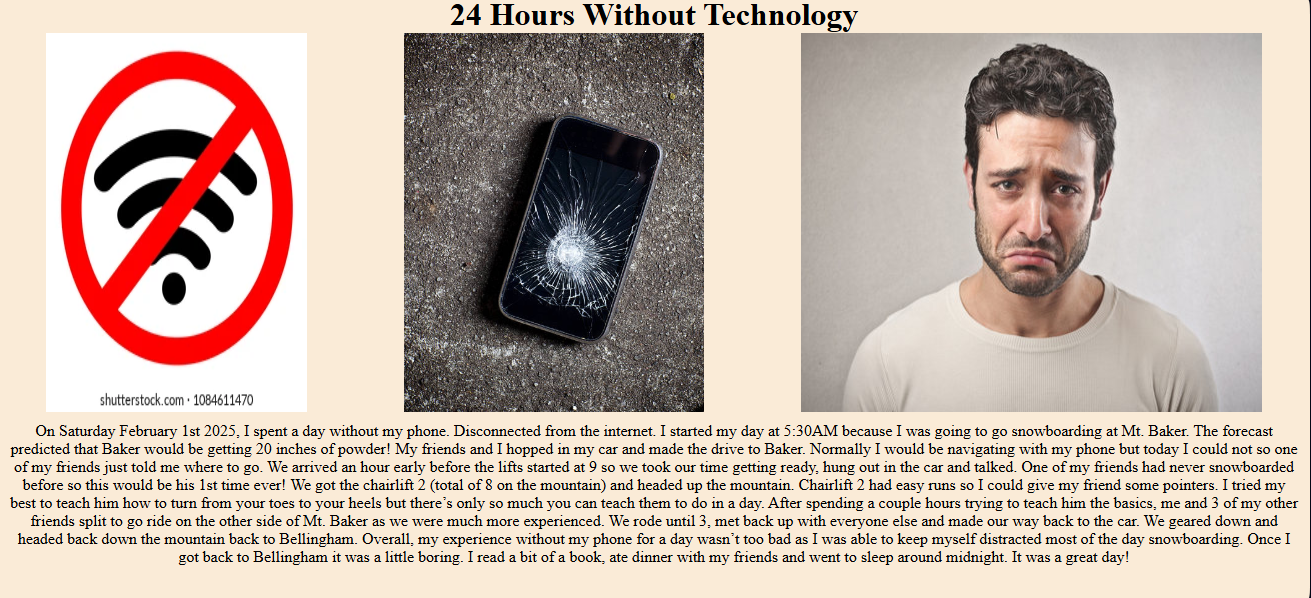 24 Hours Without Technology
shutterstock.com · 1084611470
On Saturday February 1st 2025, I spent a day without my phone. Disconnected from the internet. I started my day at 5:30AM because I was going to go snowboarding at Mt. Baker. The forecast
predicted that Baker would be getting 20 inches of powder! My friends and I hopped in my car and made the drive to Baker. Normally I would be navigating with my phone but today I could not so one
of my friends just told me where to go. We arrived an hour early before the lifts started at 9 so we took our time getting ready, hung out in the car and talked. One of my friends had never snowboarded
before so this would be his 1st time ever! We got the chairlift 2 (total of 8 on the mountain) and headed up the mountain. Chairlift 2 had easy runs so I could give my friend some pointers. I tried my
best to teach him how to turn from your toes to your heels but there’s only so much you can teach them to do in a day. After spending a couple hours trying to teach him the basics, me and 3 of my other
friends split to go ride on the other side of Mt. Baker as we were much more experienced. We rode until 3, met back up with everyone else and made our way back to the car. We geared down and
headed back down the mountain back to Bellingham. Overall, my experience without my phone for a day wasn’t too bad as I was able to keep myself distracted most of the day snowboarding. Once I
got back to Bellingham it was a little boring. I read a bit of a book, ate dinner with my friends and went to sleep around midnight. It was a great day!